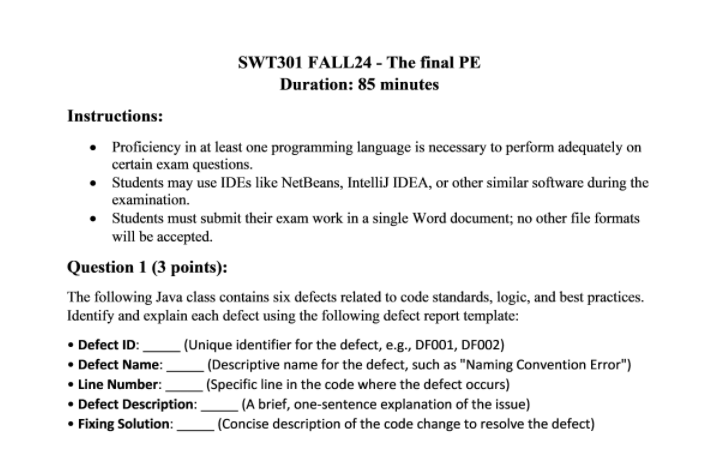 SWT301 FALL24 - The final PE
Duration: 85 minutes
Instructions:
• Proficiency in at least one programming language is necessary to perform adequately on
certain exam questions.
• Students may use IDEs like NetBeans, IntelliJ IDEA, or other similar software during the
examination.
• Students must submit their exam work in a single Word document; no other file formats
will be accepted.
Question 1 (3 points):
The following Java class contains six defects related to code standards, logic, and best practices.
Identify and explain each defect using the following defect report template:
• Defect ID: _____ (Unique identifier for the defect, e.g., DF001, DF002)
• Defect Name: _____ (Descriptive name for the defect, such as "Naming Convention Error")
• Line Number: _____ (Specific line in the code where the defect occurs)
• Defect Description: _____ (A brief, one-sentence explanation of the issue)
• Fixing Solution: _____ (Concise description of the code change to resolve the defect)